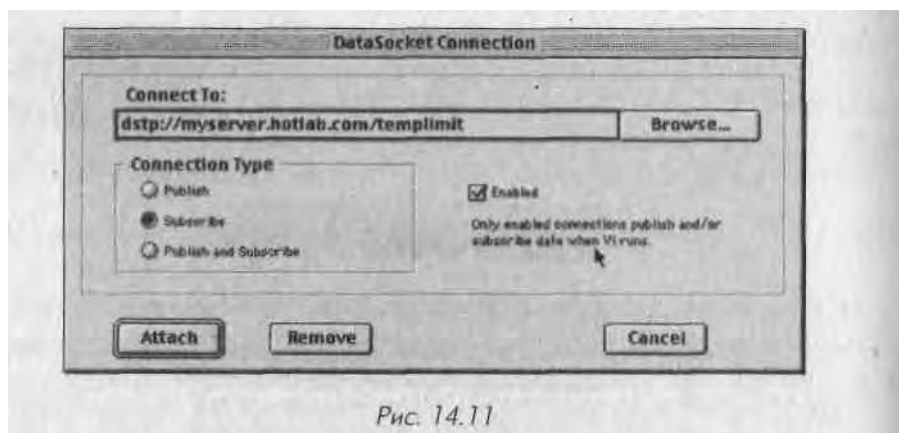 DataSocket Connection
Connect To:
dstp://myserver.hotlab.com/templimit
Browse...
Connection Type
Publish
Subscribe
Publish and Subscribe
Enabled
Only enabled connections publish and/or
subscribe data when VI runs.
Attach
Remove
Cancel
Рис. 14.11